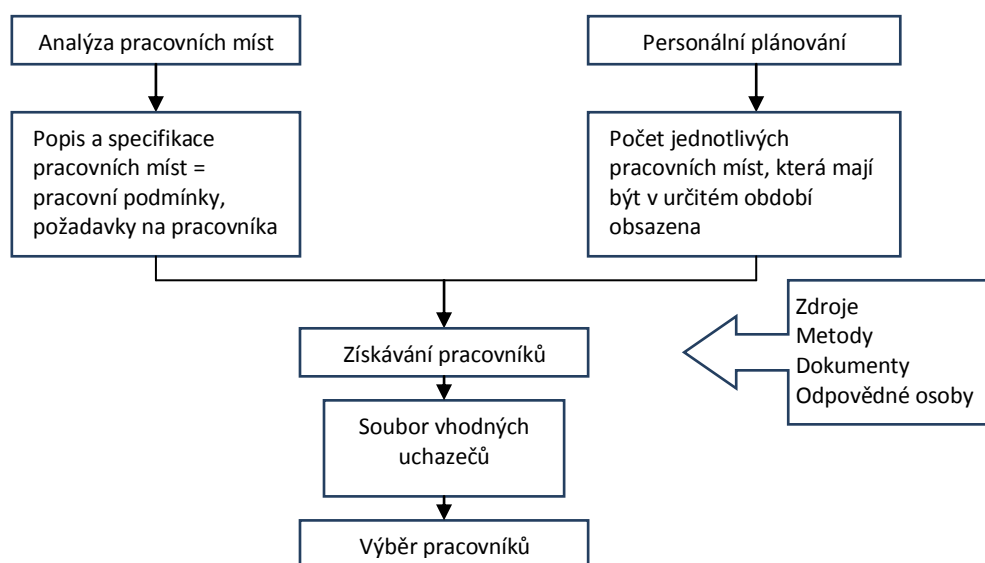 Analýza pracovních míst
Personální plánování
Popis a specifikace
pracovních míst =
pracovní podmínky,
požadavky na pracovníka
Počet jednotlivých
pracovních míst, která mají
být v určitém období
obsazena
Zdroje
Metody
Dokumenty
Odpovědné osoby
Získávání pracovníků
Soubor vhodných
uchazečů
Výběr pracovníků